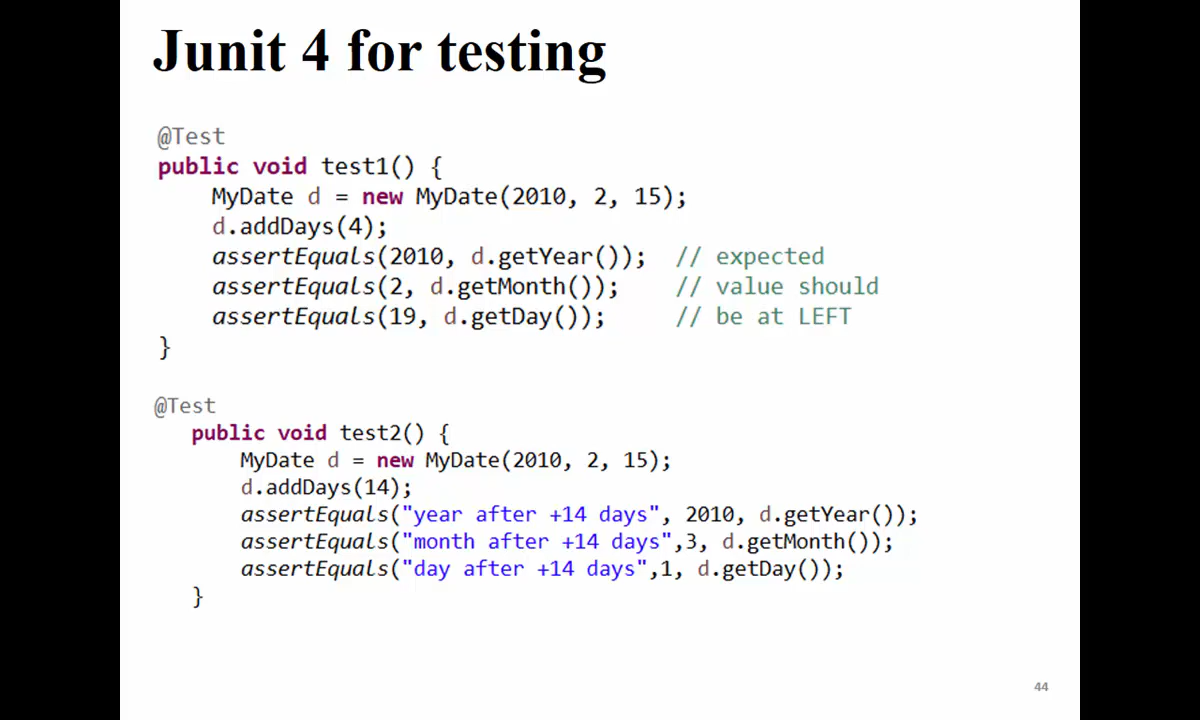 Junit 4 for testing
@Test
public void test1() {
MyDate d = new MyDate(2010, 2, 15);
d.addDays(4);
assertEquals(2010, d.getYear()); // expected
assertEquals(2, d.getMonth()); // value should
assertEquals(19, d.getDay()); // be at LEFT
}
@Test
public void test2() {
MyDate d = new MyDate(2010, 2, 15);
d.addDays(14);
assertEquals("year after +14 days", 2010, d.getYear());
assertEquals("month after +14 days",3, d.getMonth());
assertEquals("day after +14 days",1, d.getDay());
}
44